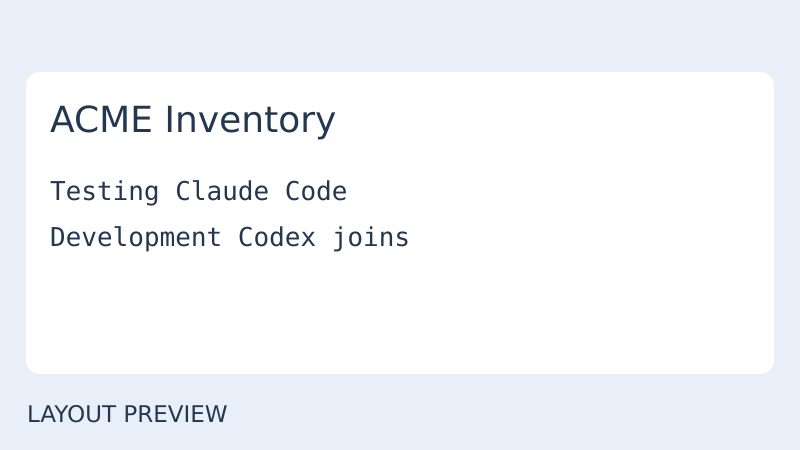 ACME Inventory
Testing Claude Code
Development Codex joins
LAYOUT PREVIEW